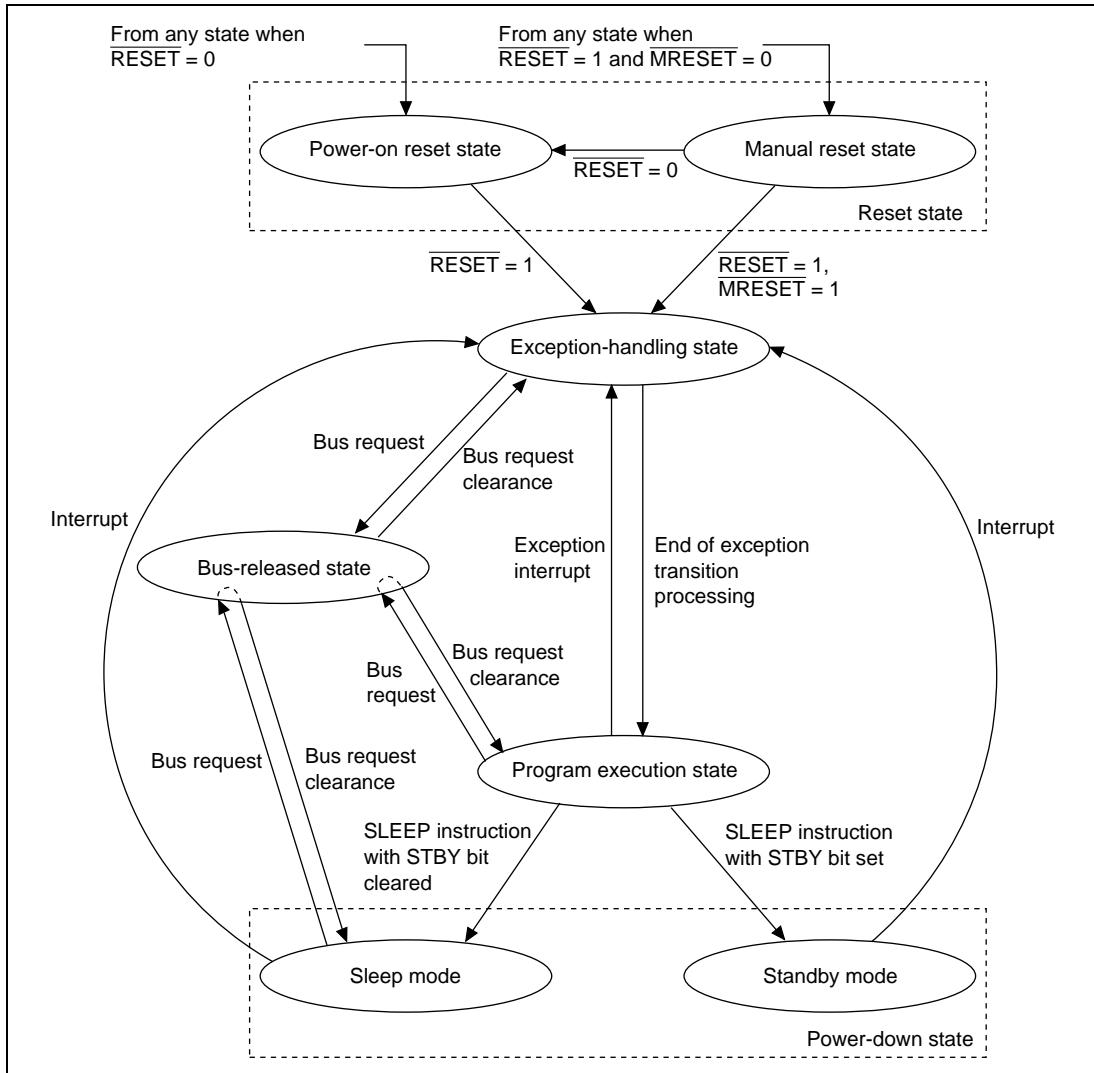 From any state when
RESET = 0
From any state when
RESET = 1 and MRESET = 0
Power-on reset state
Manual reset state
RESET = 0
Reset state
RESET = 1
RESET = 1,
MRESET = 1
Exception-handling state
Bus request
Bus request
clearance
Interrupt
Interrupt
Exception
interrupt
End of exception
transition
processing
Bus-released state
Bus request
clearance
Bus
request
Bus request
Bus request
clearance
Program execution state
SLEEP instruction
with STBY bit
cleared
SLEEP instruction
with STBY bit set
Sleep mode
Standby mode
Power-down state